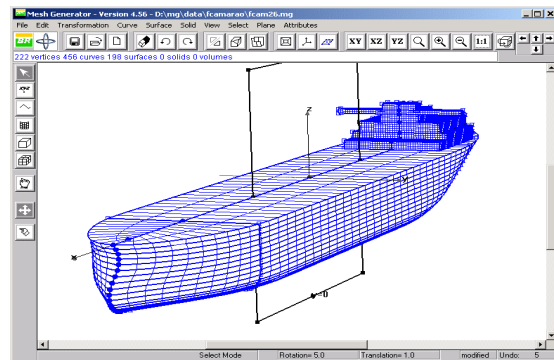 Mesh Generator - Version 4.56 - D:\mg\data\fcamarao\fcam26.mg
File Edit Transformation Curve Surface Solid View Plane Attributes
XY XZ YZ 1:1
222 vertices 456 curves 198 surfaces 0 solids 0 volumes
Z
Y
x
=0
Select Mode Rotation= 5.0 Translation= 1.0 modified Undo: 5